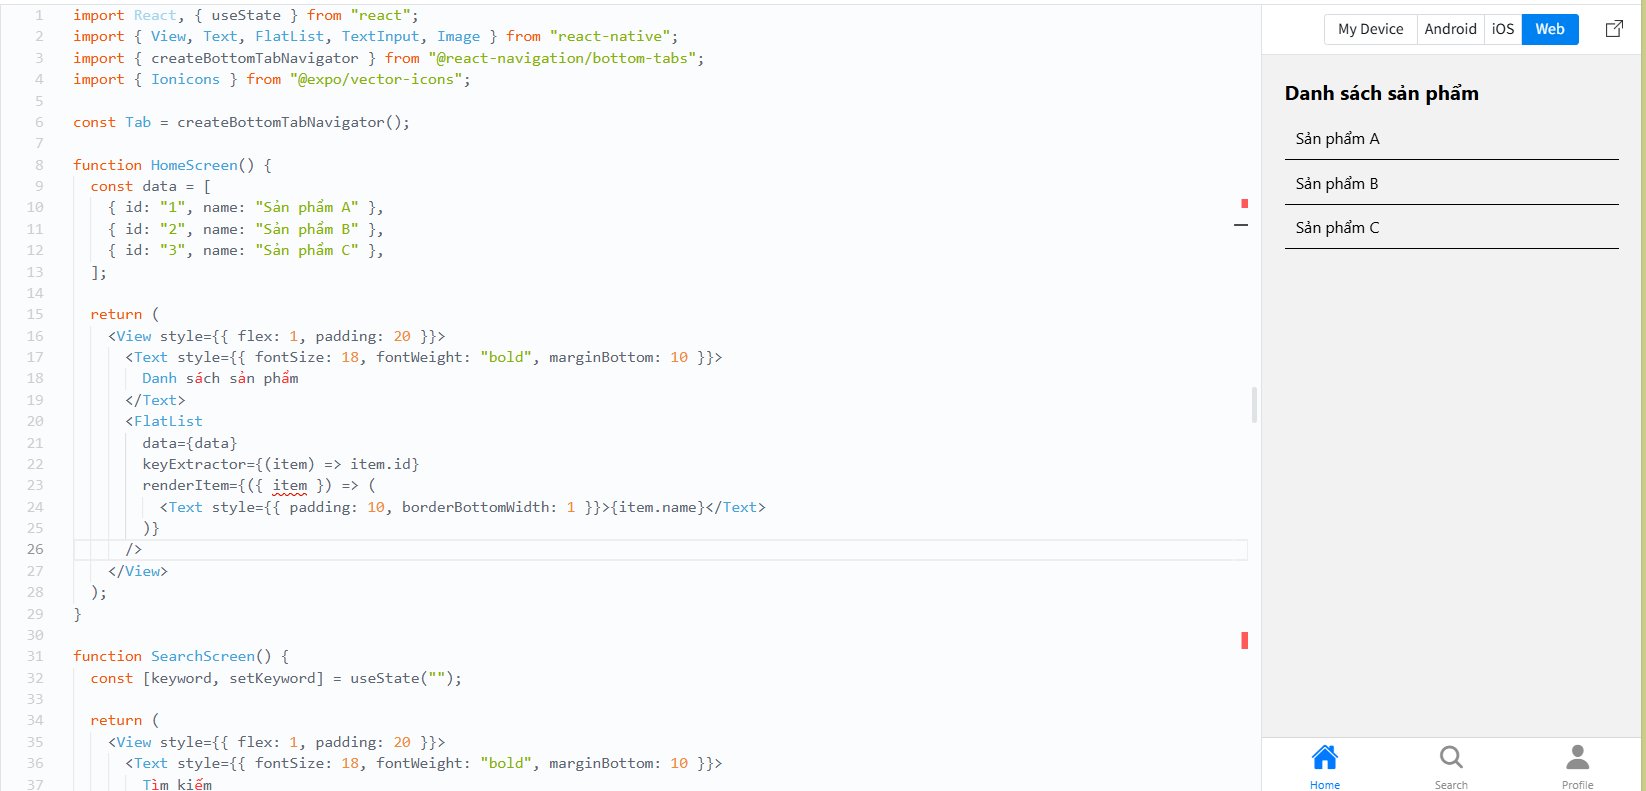 1 import React, { useState } from "react";
2 import { View, Text, FlatList, TextInput, Image } from "react-native";
3 import { createBottomTabNavigator } from "@react-navigation/bottom-tabs";
4 import { Ionicons } from "@expo/vector-icons";
5
6 const Tab = createBottomTabNavigator();
7
8 function HomeScreen() {
9   const data = [
10     { id: "1", name: "Sản phẩm A" },
11     { id: "2", name: "Sản phẩm B" },
12     { id: "3", name: "Sản phẩm C" },
13   ];
14
15   return (
16     <View style={{ flex: 1, padding: 20 }}>
17       <Text style={{ fontSize: 18, fontWeight: "bold", marginBottom: 10 }}>
18         Danh sách sản phẩm
19       </Text>
20       <FlatList
21         data={data}
22         keyExtractor={(item) => item.id}
23         renderItem={({ item }) => (
24           <Text style={{ padding: 10, borderBottomWidth: 1 }}>{item.name}</Text>
25         )}
26       />
27     </View>
28   );
29 }
30
31 function SearchScreen() {
32   const [keyword, setKeyword] = useState("");
33
34   return (
35     <View style={{ flex: 1, padding: 20 }}>
36       <Text style={{ fontSize: 18, fontWeight: "bold", marginBottom: 10 }}>
37         Tìm kiếm
My Device Android iOS Web
Danh sách sản phẩm
Sản phẩm A
Sản phẩm B
Sản phẩm C
Home Search Profile